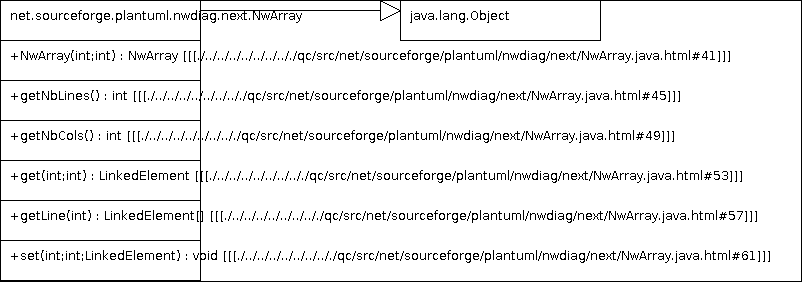 net.sourceforge.plantuml.nwdiag.next.NwArray
java.lang.Object
+NwArray(int;int) : NwArray [[[./../../../../../../../qc/src/net/sourceforge/plantuml/nwdiag/next/NwArray.java.html#41]]]
+getNbLines() : int [[[./../../../../../../../qc/src/net/sourceforge/plantuml/nwdiag/next/NwArray.java.html#45]]]
+getNbCols() : int [[[./../../../../../../../qc/src/net/sourceforge/plantuml/nwdiag/next/NwArray.java.html#49]]]
+get(int;int) : LinkedElement [[[./../../../../../../../qc/src/net/sourceforge/plantuml/nwdiag/next/NwArray.java.html#53]]]
+getLine(int) : LinkedElement[] [[[./../../../../../../../qc/src/net/sourceforge/plantuml/nwdiag/next/NwArray.java.html#57]]]
+set(int;int;LinkedElement) : void [[[./../../../../../../../qc/src/net/sourceforge/plantuml/nwdiag/next/NwArray.java.html#61]]]